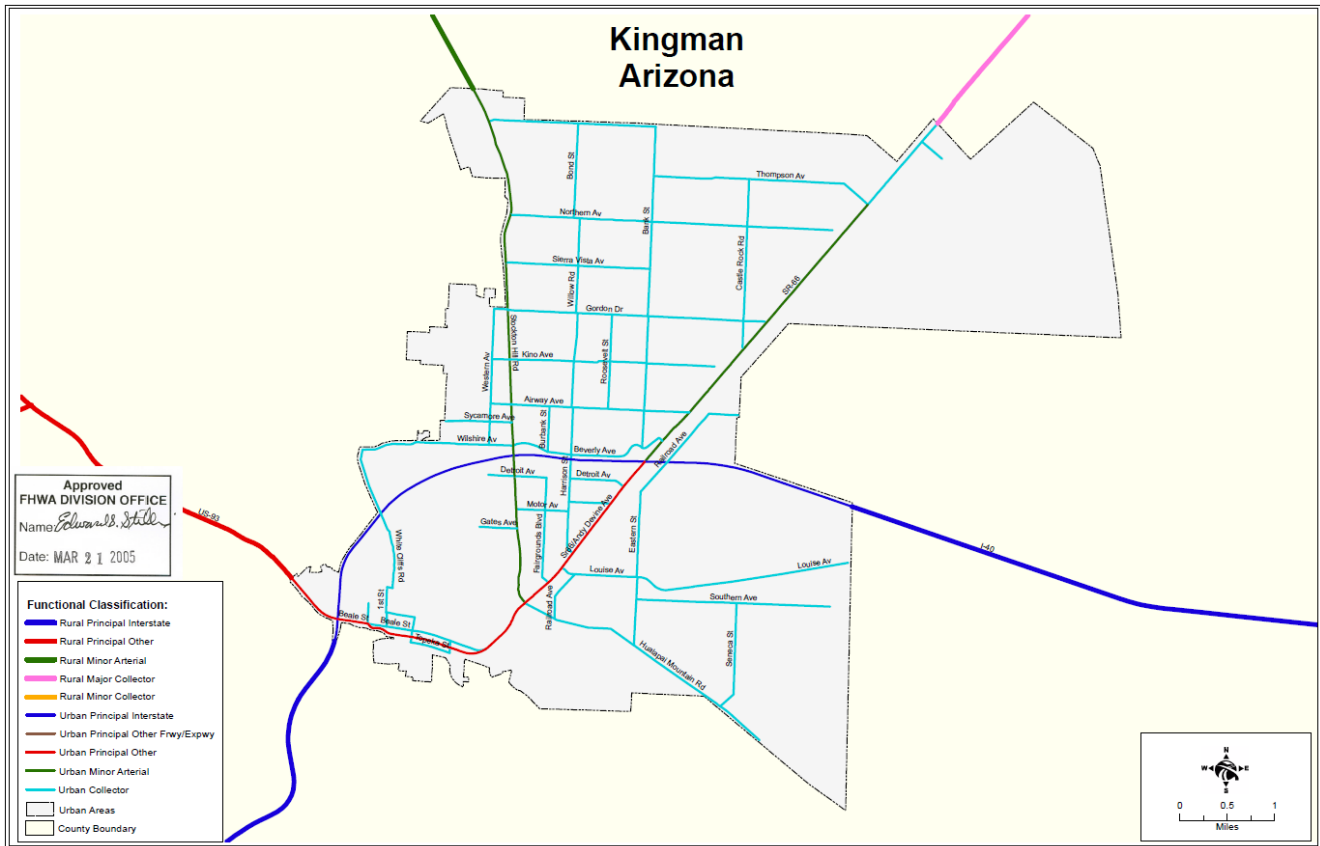 Kingman
Arizona
Bond St
Thompson Av
Northern Av
Bank St
Castle Rock Rd
Sierra Vista Av
Willow Rd
SR-66
Gordon Dr
Stockton Hill Rd
Roosevelt St
Kino Ave
Western Av
Airway Ave
Sycamore Av
Burbank St
Wilshire Av
Beverly Ave
Railroad Ave
Harrison St
Detroit Av
Detroit Av
Motor Av
Gates Ave
Fairgrounds Blvd
SR66/Andy Devine Ave
Eastern St
I-40
US-93
White Cliffs Rd
Louise Av
Louise Av
Southern Ave
1st St
Railroad Ave
Beale St
Beale St
Topeka St
Seneca St
Hualapai Mountain Rd
Approved
FHWA DIVISION OFFICE
Name:
Date: MAR 21 2005
Functional Classification:
Rural Principal Interstate
Rural Principal Other
Rural Minor Arterial
Rural Major Collector
Rural Minor Collector
Urban Principal Interstate
Urban Principal Other Frwy/Expwy
Urban Principal Other
Urban Minor Arterial
Urban Collector
Urban Areas
County Boundary
N
W E
S
0 0.5 1
Miles